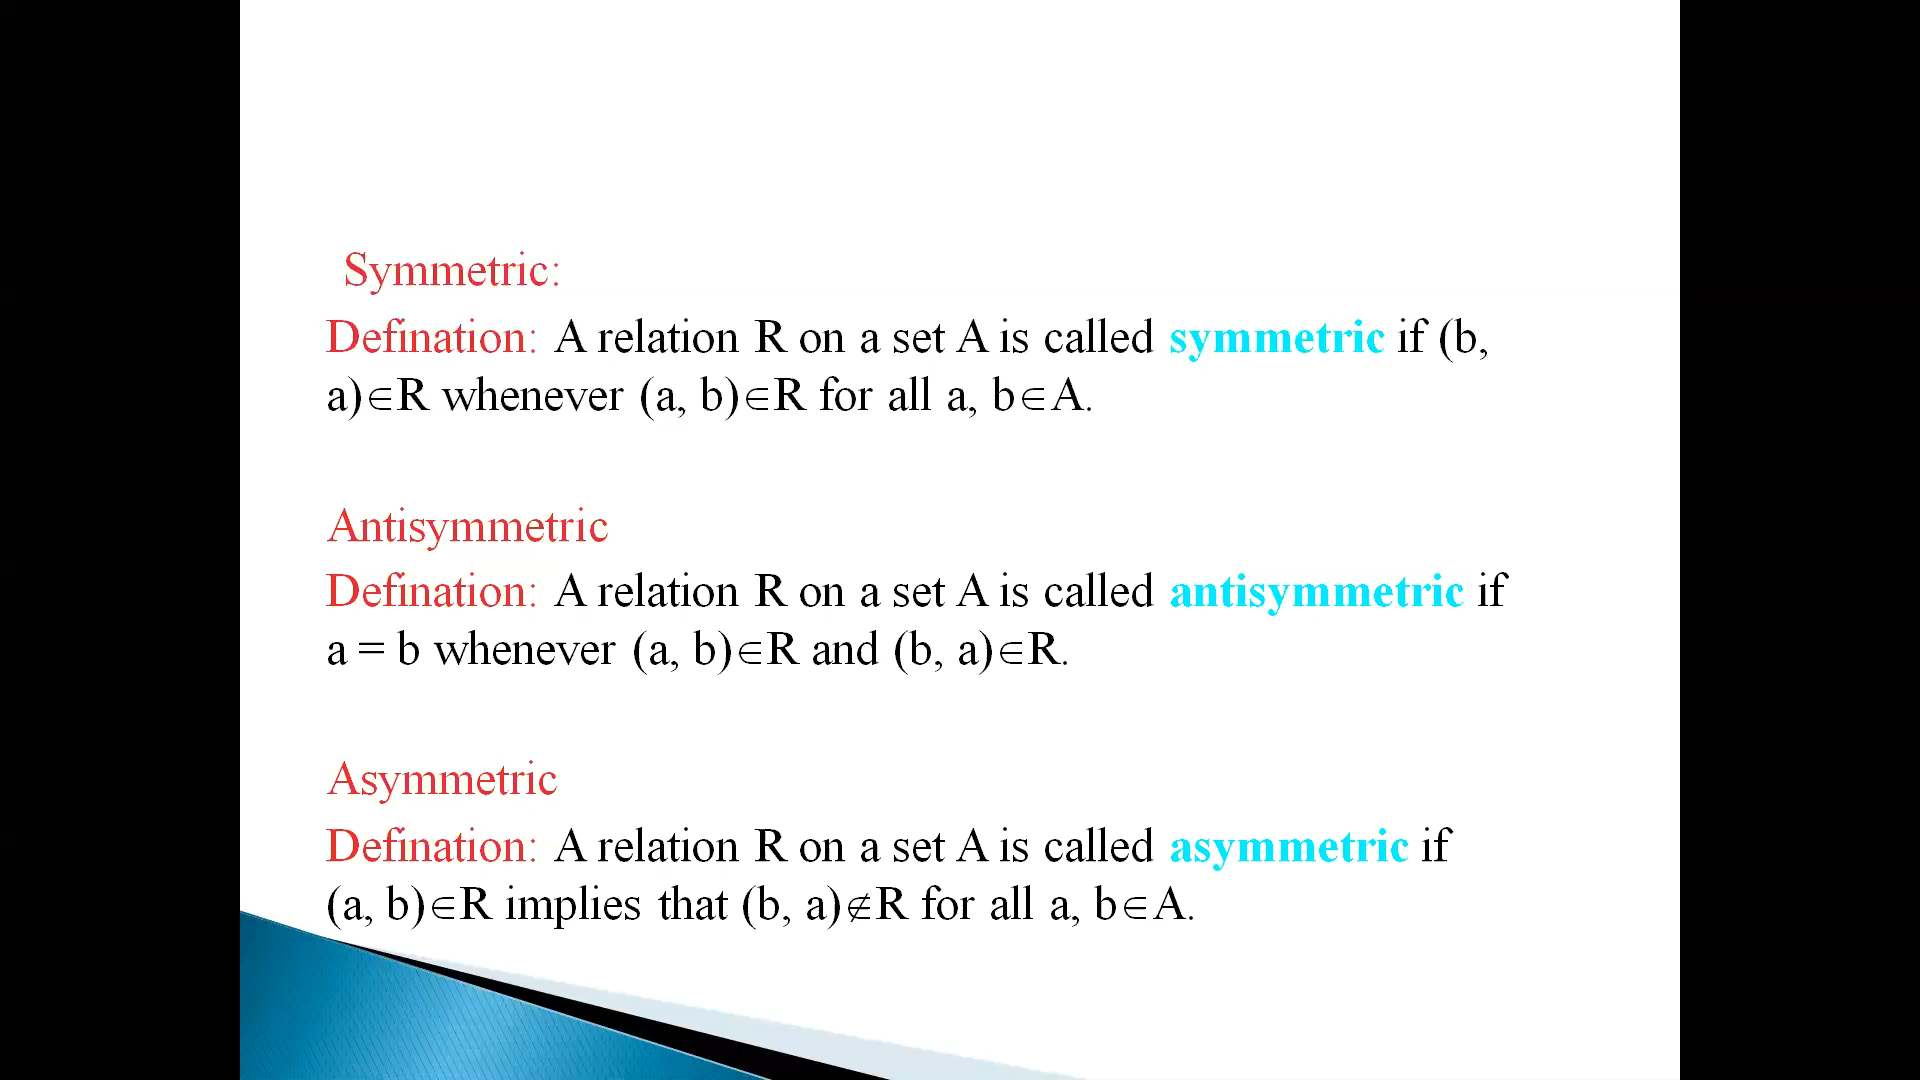 Symmetric:
Defination: A relation R on a set A is called symmetric if (b,
a)∈R whenever (a, b)∈R for all a, b∈A.
Antisymmetric
Defination: A relation R on a set A is called antisymmetric if
a = b whenever (a, b)∈R and (b, a)∈R.
Asymmetric
Defination: A relation R on a set A is called asymmetric if
(a, b)∈R implies that (b, a)∉R for all a, b∈A.